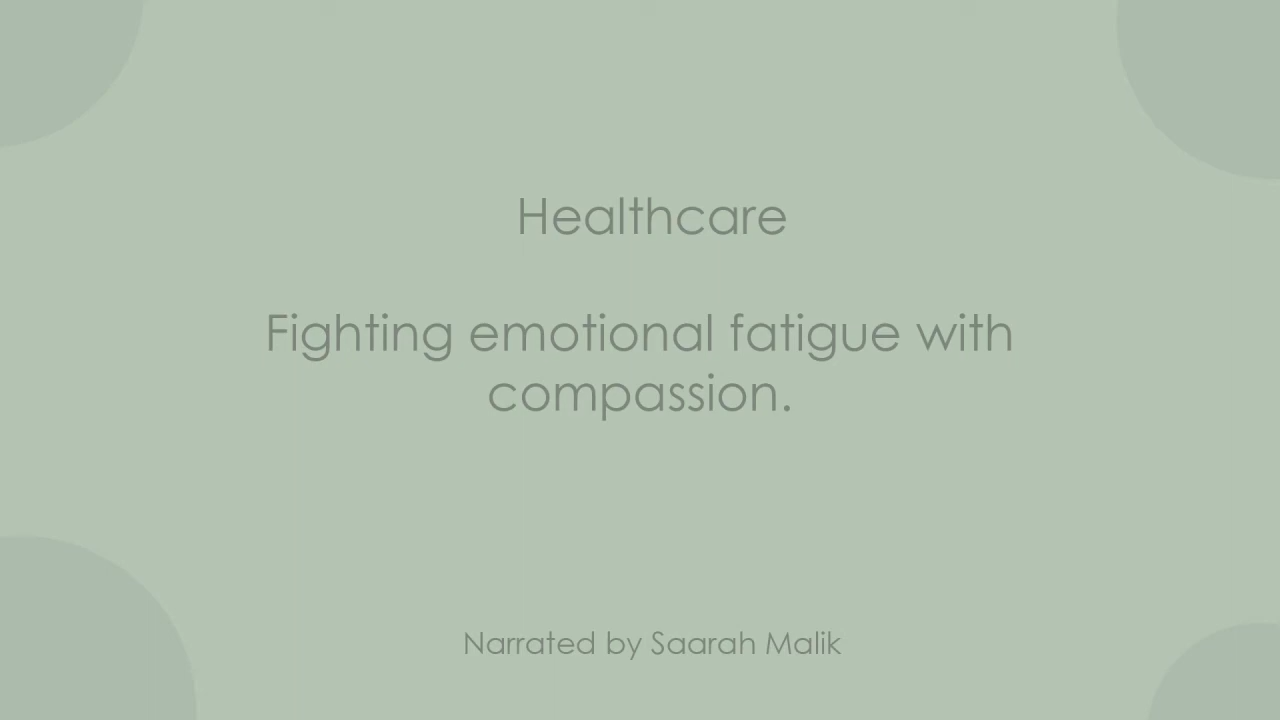 Healthcare
Fighting emotional fatigue with
compassion.
Narrated by Saarah Malik